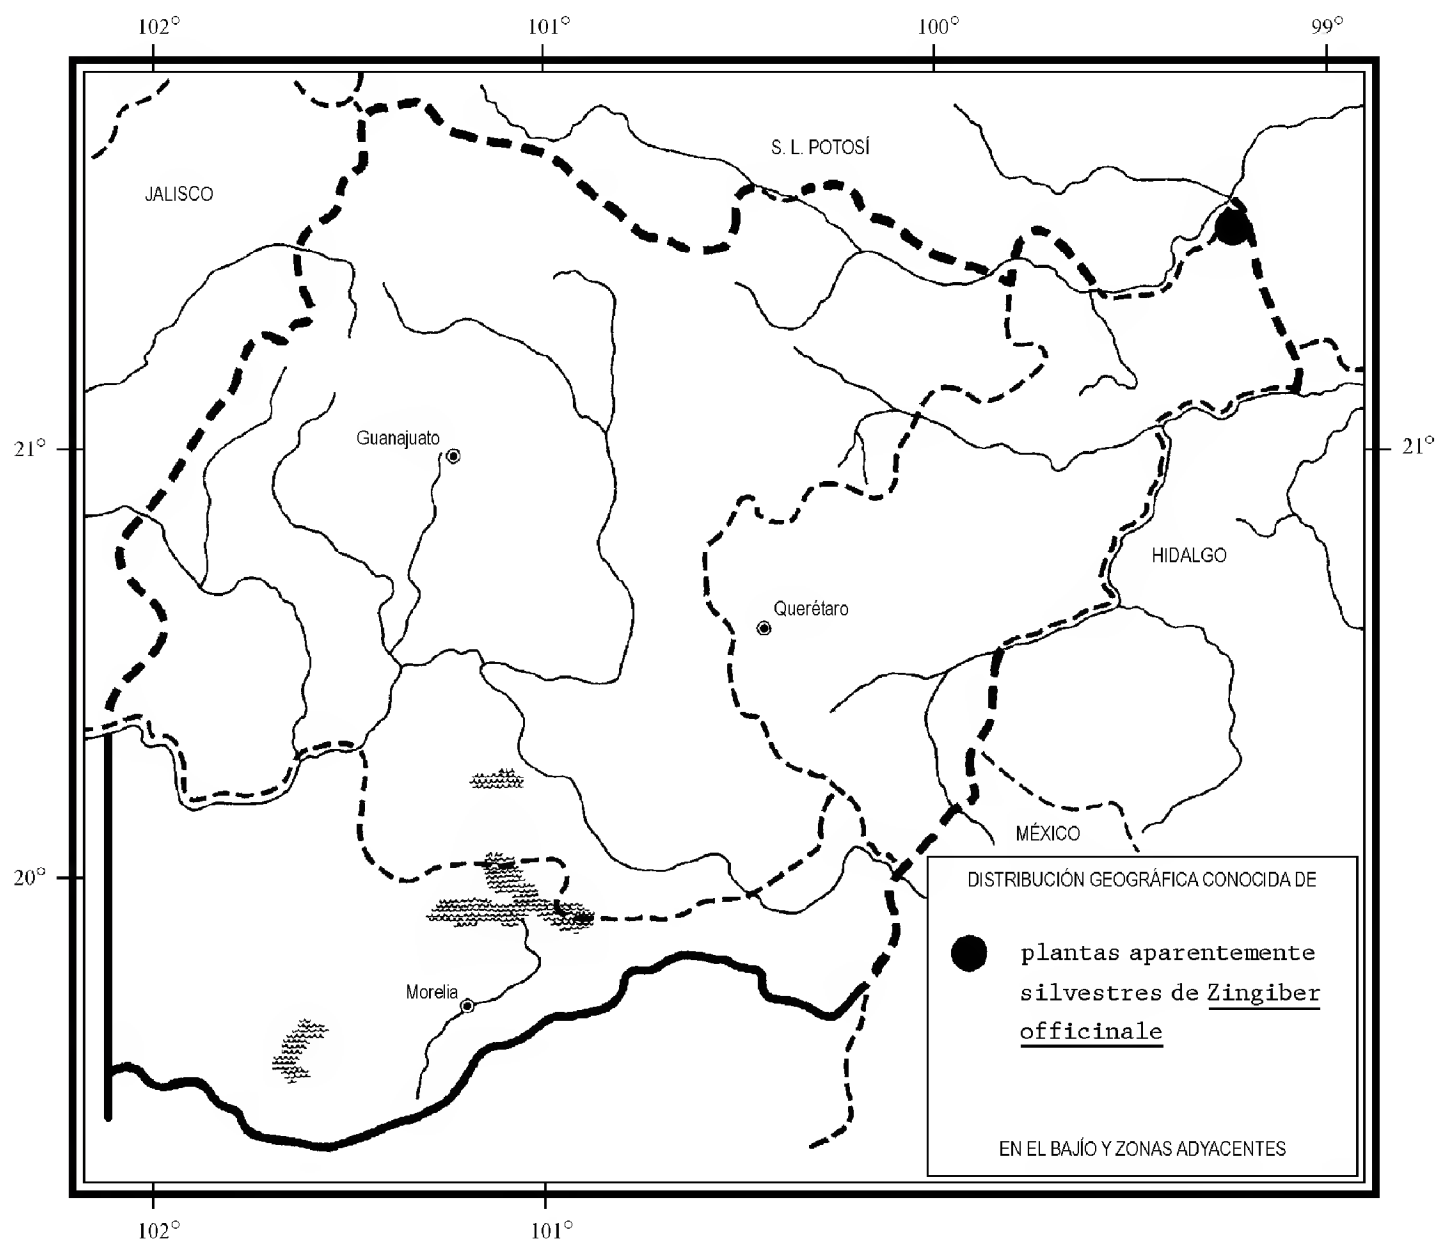 102° 101° 100° 99°
S. L. POTOSÍ
JALISCO
Guanajuato
21° 21°
HIDALGO
Querétaro
MÉXICO
20°
DISTRIBUCIÓN GEOGRÁFICA CONOCIDA DE
plantas aparentemente
silvestres de Zingiber
officinale
Morelia
EN EL BAJÍO Y ZONAS ADYACENTES
102° 101°